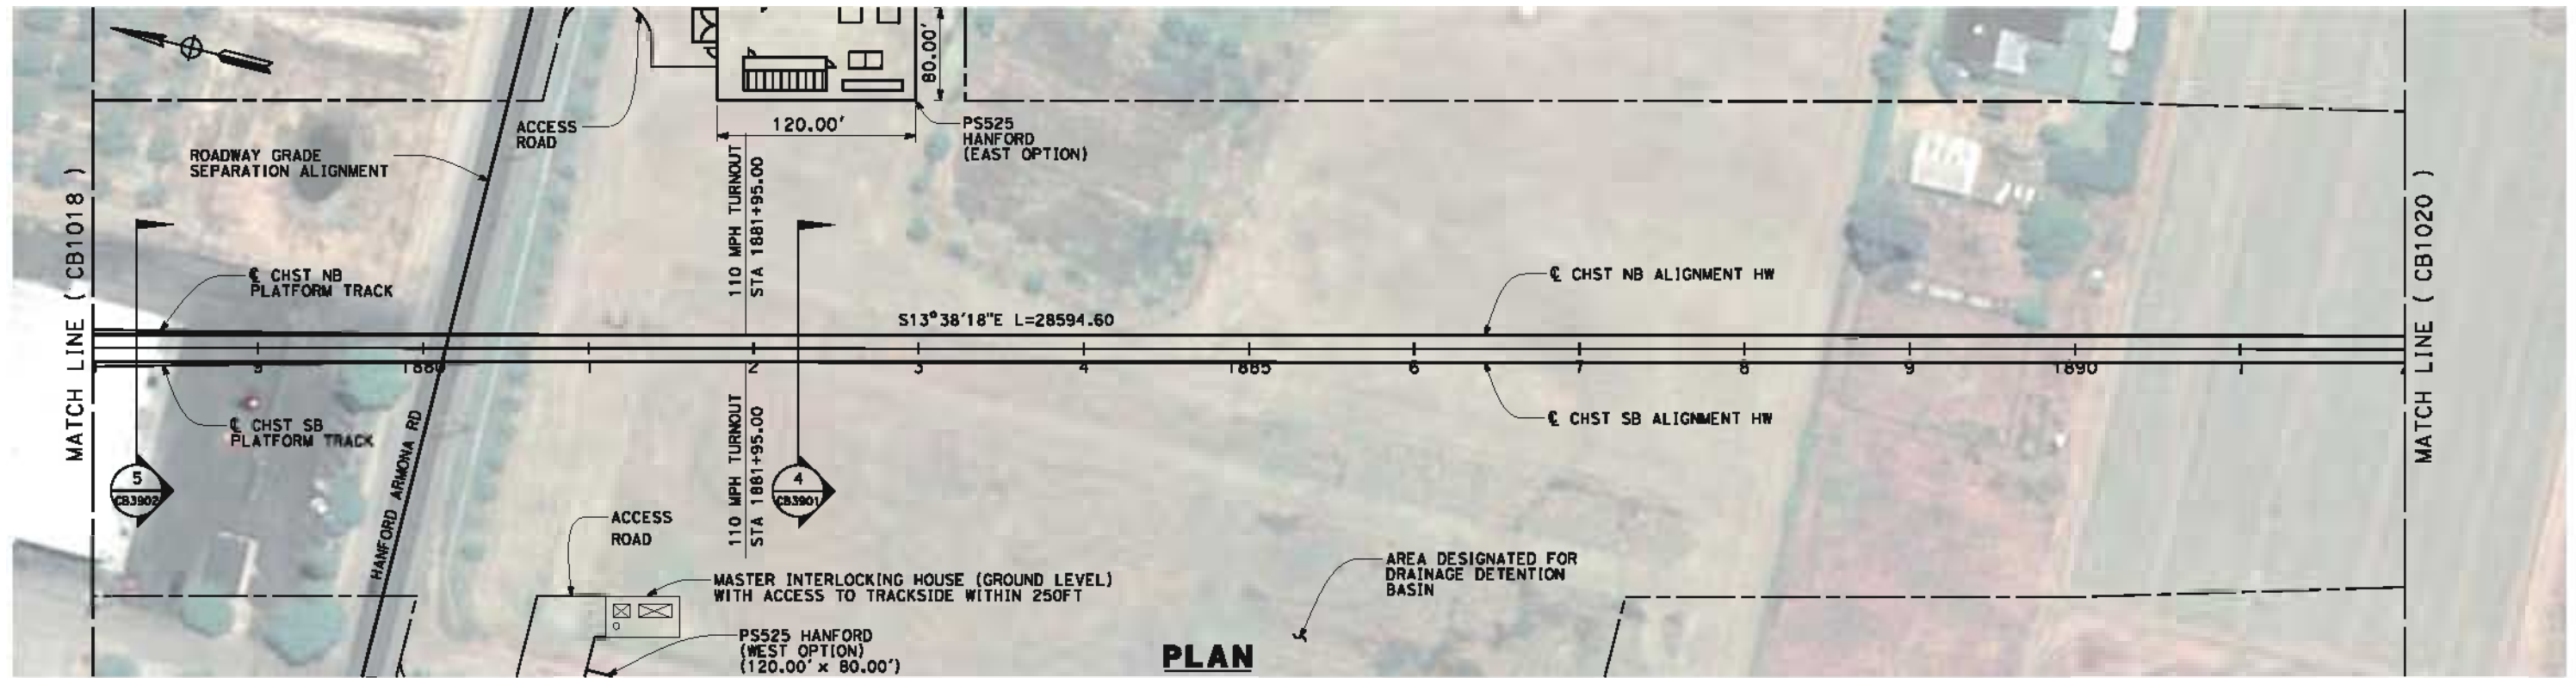 80.00'
120.00'
ACCESS
ROAD
PS525
HANFORD
(EAST OPTION)
ROADWAY GRADE
SEPARATION ALIGNMENT
MATCH LINE ( CB1018 )
110 MPH TURNOUT
STA 1881+95.00
℄ CHST NB
PLATFORM TRACK
℄ CHST NB ALIGNMENT HW
S13°38'18"E L=28594.60
MATCH LINE ( CB1020 )
9
1880
1
2
3
4
1885
6
7
8
9
1890
1
℄ CHST SB
PLATFORM TRACK
℄ CHST SB ALIGNMENT HW
HANFORD ARMONA RD
110 MPH TURNOUT
STA 1881+95.00
5
CB3902
4
CB3901
ACCESS
ROAD
MASTER INTERLOCKING HOUSE (GROUND LEVEL)
WITH ACCESS TO TRACKSIDE WITHIN 250FT
AREA DESIGNATED FOR
DRAINAGE DETENTION
BASIN
PS525 HANFORD
(WEST OPTION)
(120.00' x 80.00')
PLAN